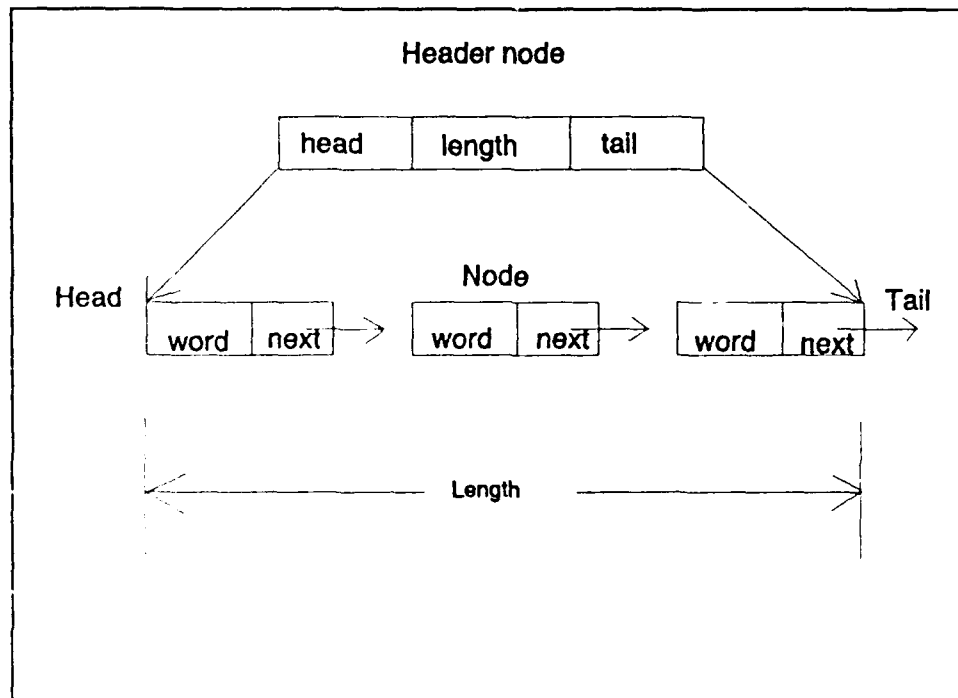 Header node
head length tail
Node
Head Tail
word next word next word next
Length